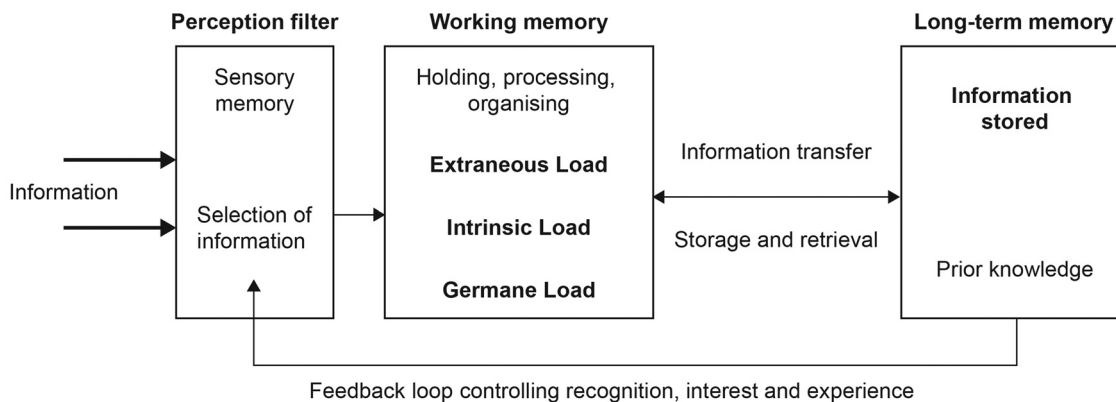 Perception filter
Working memory
Long-term memory
Sensory
memory
Holding, processing,
organising
Information
stored
Extraneous Load
Information transfer
Information
Selection of
information
Intrinsic Load
Storage and retrieval
Germane Load
Prior knowledge
Feedback loop controlling recognition, interest and experience